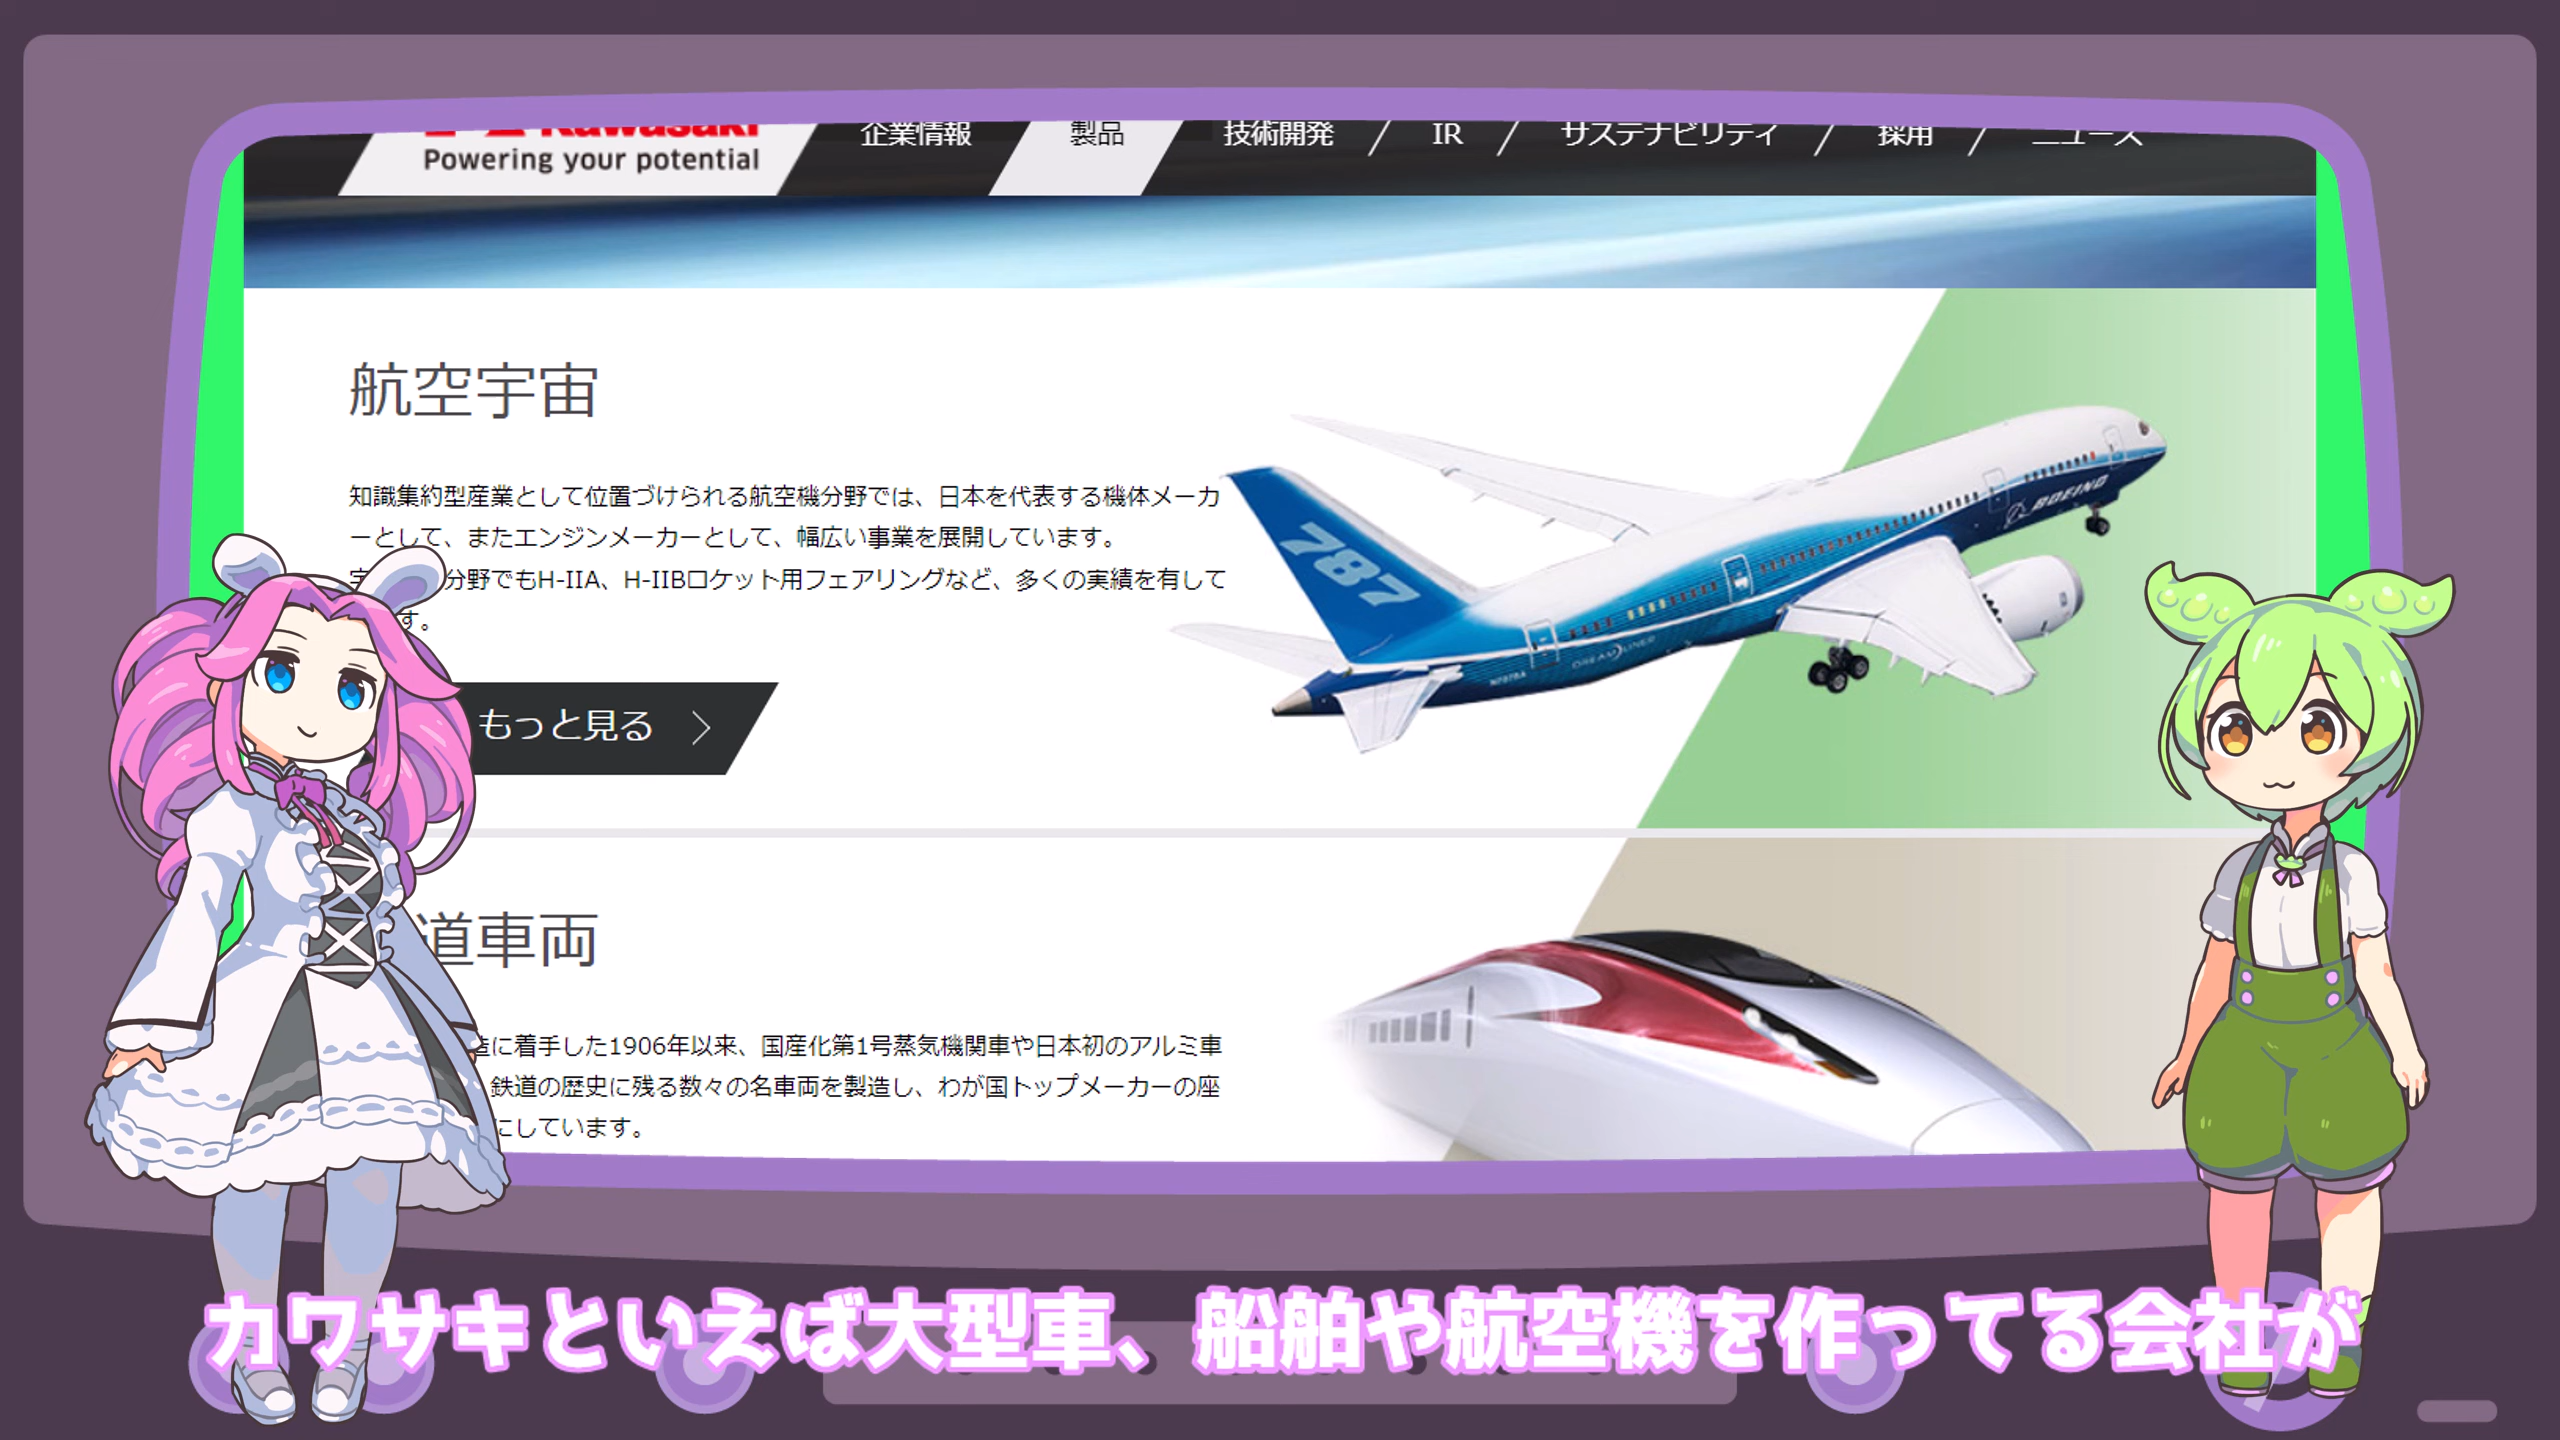 Kawasaki
Powering your potential
企業情報
製品
技術開発
IR
サステナビリティ
採用
ニュース
航空宇宙
知識集約型産業として位置づけられる航空機分野では、日本を代表する機体メーカ
ーとして、またエンジンメーカーとして、幅広い事業を展開しています。
分野でもH-IIA、H-IIBロケット用フェアリングなど、多くの実績を有して
す。
787
BOEING
DREAMLINER
もっと見る
道車両
に着手した1906年以来、国産化第1号蒸気機関車や日本初のアルミ車
鉄道の歴史に残る数々の名車両を製造し、わが国トップメーカーの座
にしています。
カワサキといえば大型車、船舶や航空機を作ってる会社が